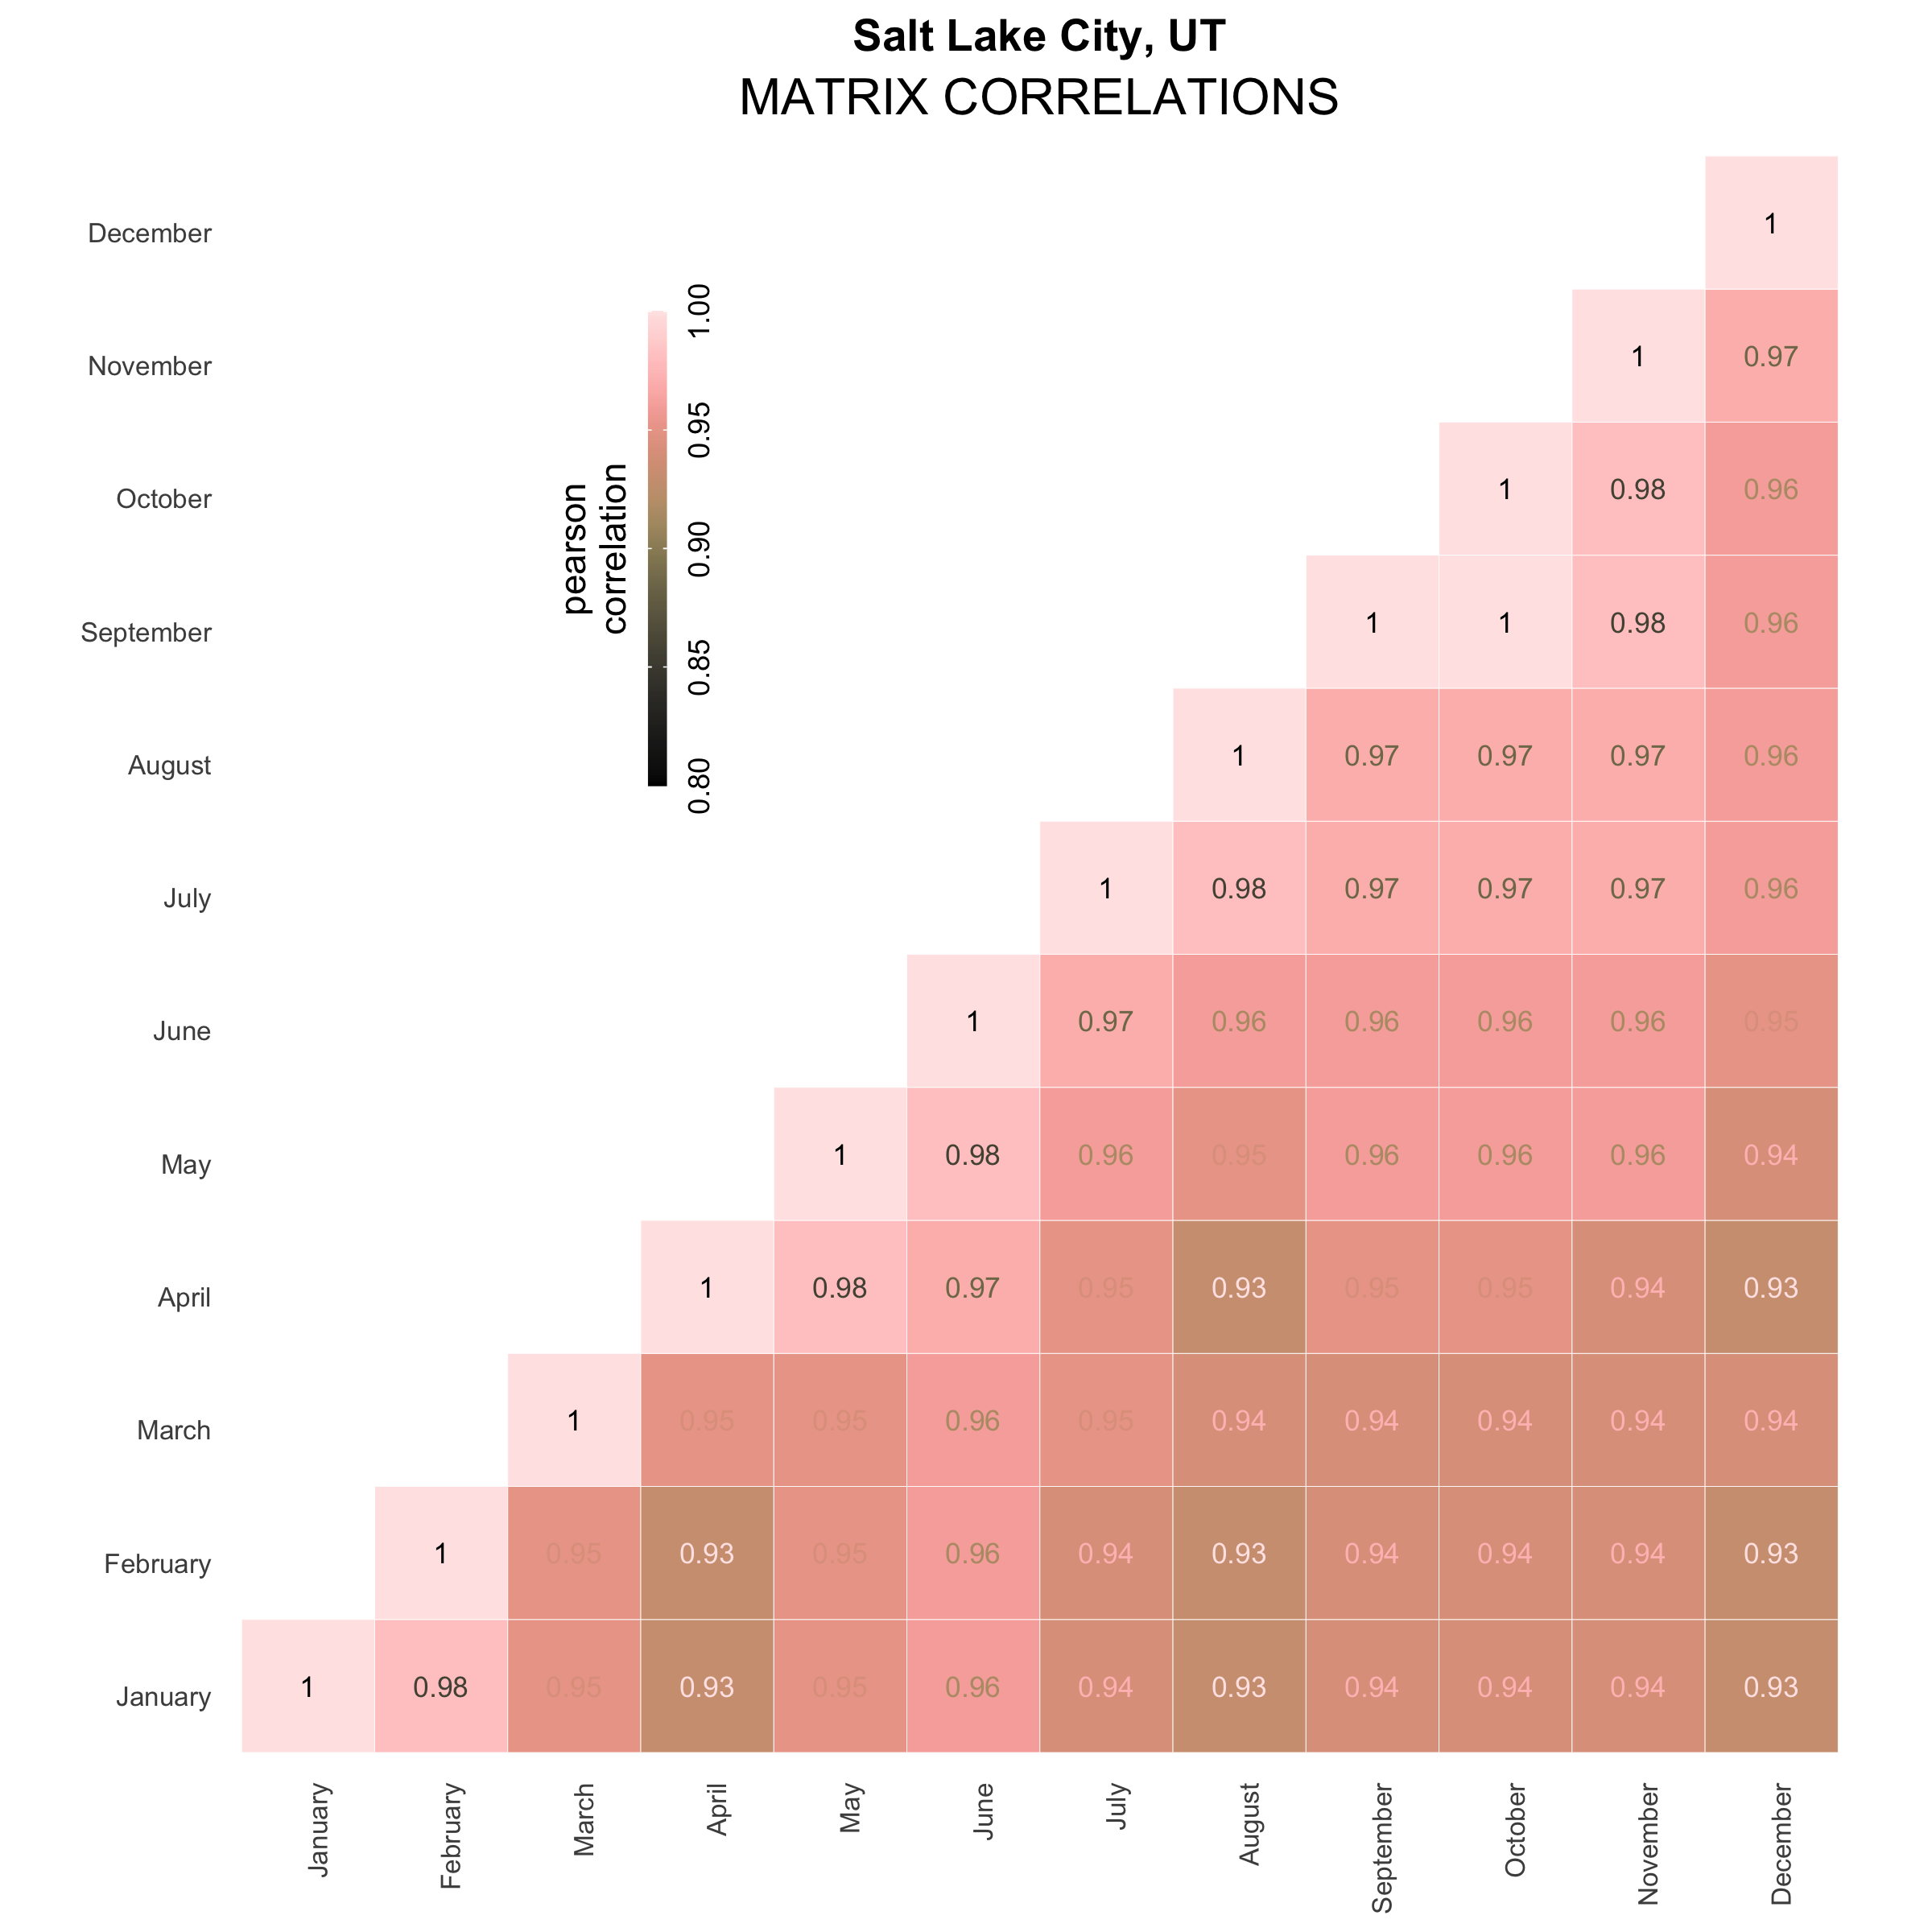 Salt Lake City, UT
MATRIX CORRELATIONS
pearson
correlation
1.00
0.95
0.90
0.85
0.80
December 1
November 1 0.97
October 1 0.98 0.96
September 1 1 0.98 0.96
August 1 0.97 0.97 0.97 0.96
July 1 0.98 0.97 0.97 0.97 0.96
June 1 0.97 0.96 0.96 0.96 0.96 0.95
May 1 0.98 0.96 0.95 0.96 0.96 0.96 0.94
April 1 0.98 0.97 0.95 0.93 0.95 0.95 0.94 0.93
March 1 0.95 0.95 0.96 0.95 0.94 0.94 0.94 0.94 0.94
February 1 0.95 0.93 0.95 0.96 0.94 0.93 0.94 0.94 0.94 0.93
January 1 0.98 0.95 0.93 0.95 0.96 0.94 0.93 0.94 0.94 0.94 0.93
January February March April May June July August September October November December